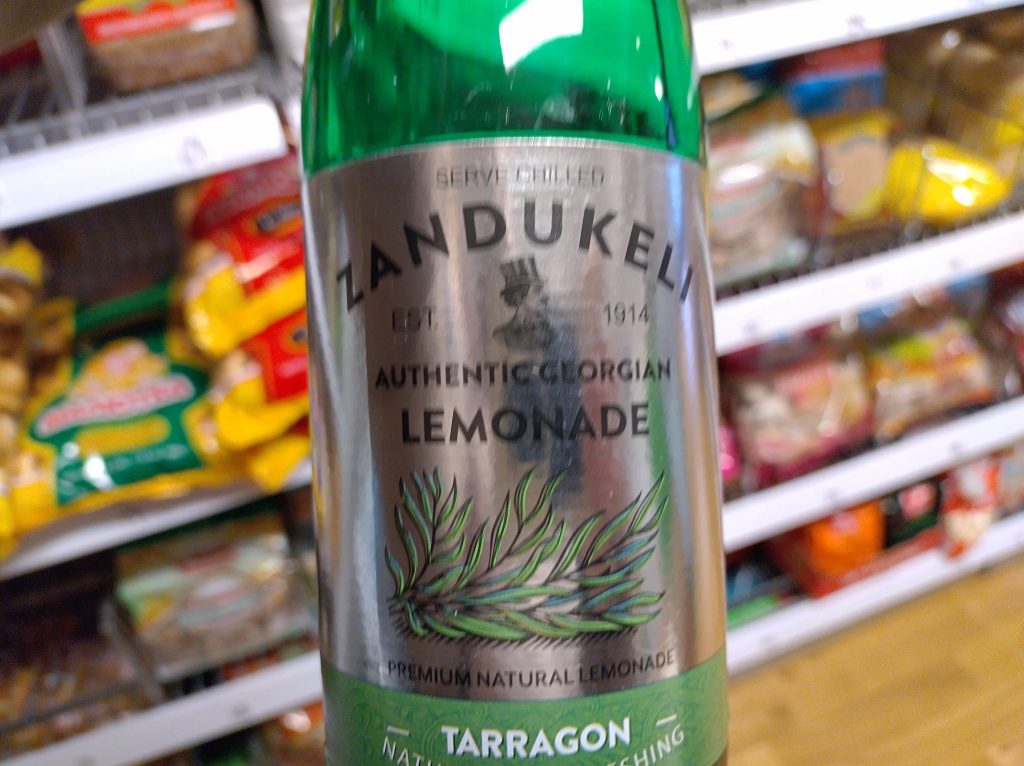 SERVE CHILLED
ZANDUKELI
EST. 1914
AUTHENTIC GEORGIAN
LEMONADE
PREMIUM NATURAL LEMONADE
TARRAGON